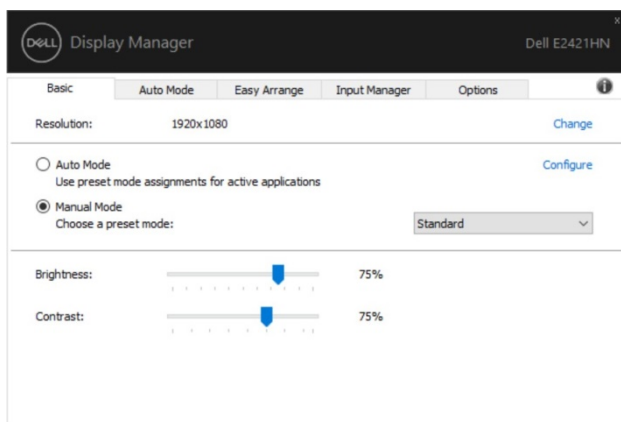 x
DELL Display Manager Dell E2421HN
Basic Auto Mode Easy Arrange Input Manager Options i
Resolution: 1920x1080 Change
Auto Mode Configure
Use preset mode assignments for active applications
Manual Mode
Choose a preset mode: Standard
Brightness: 75%
Contrast: 75%